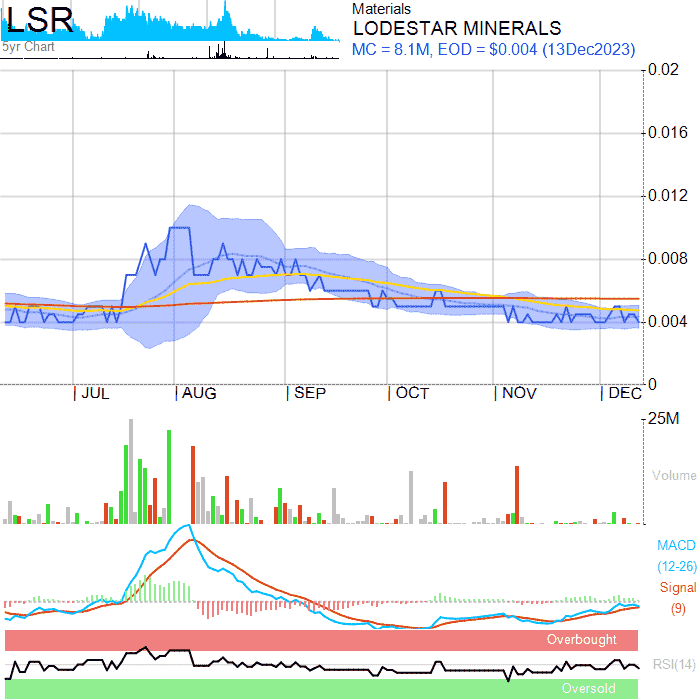 LSR
5yr Chart
Materials
LODESTAR MINERALS
MC = 8.1M, EOD = $0.004 (13Dec2023)
0.02
0.016
0.012
0.008
0.004
0
JUL AUG SEP OCT NOV DEC
25M
Volume
MACD
(12-26)
Signal
(9)
Overbought
RSI(14)
Oversold